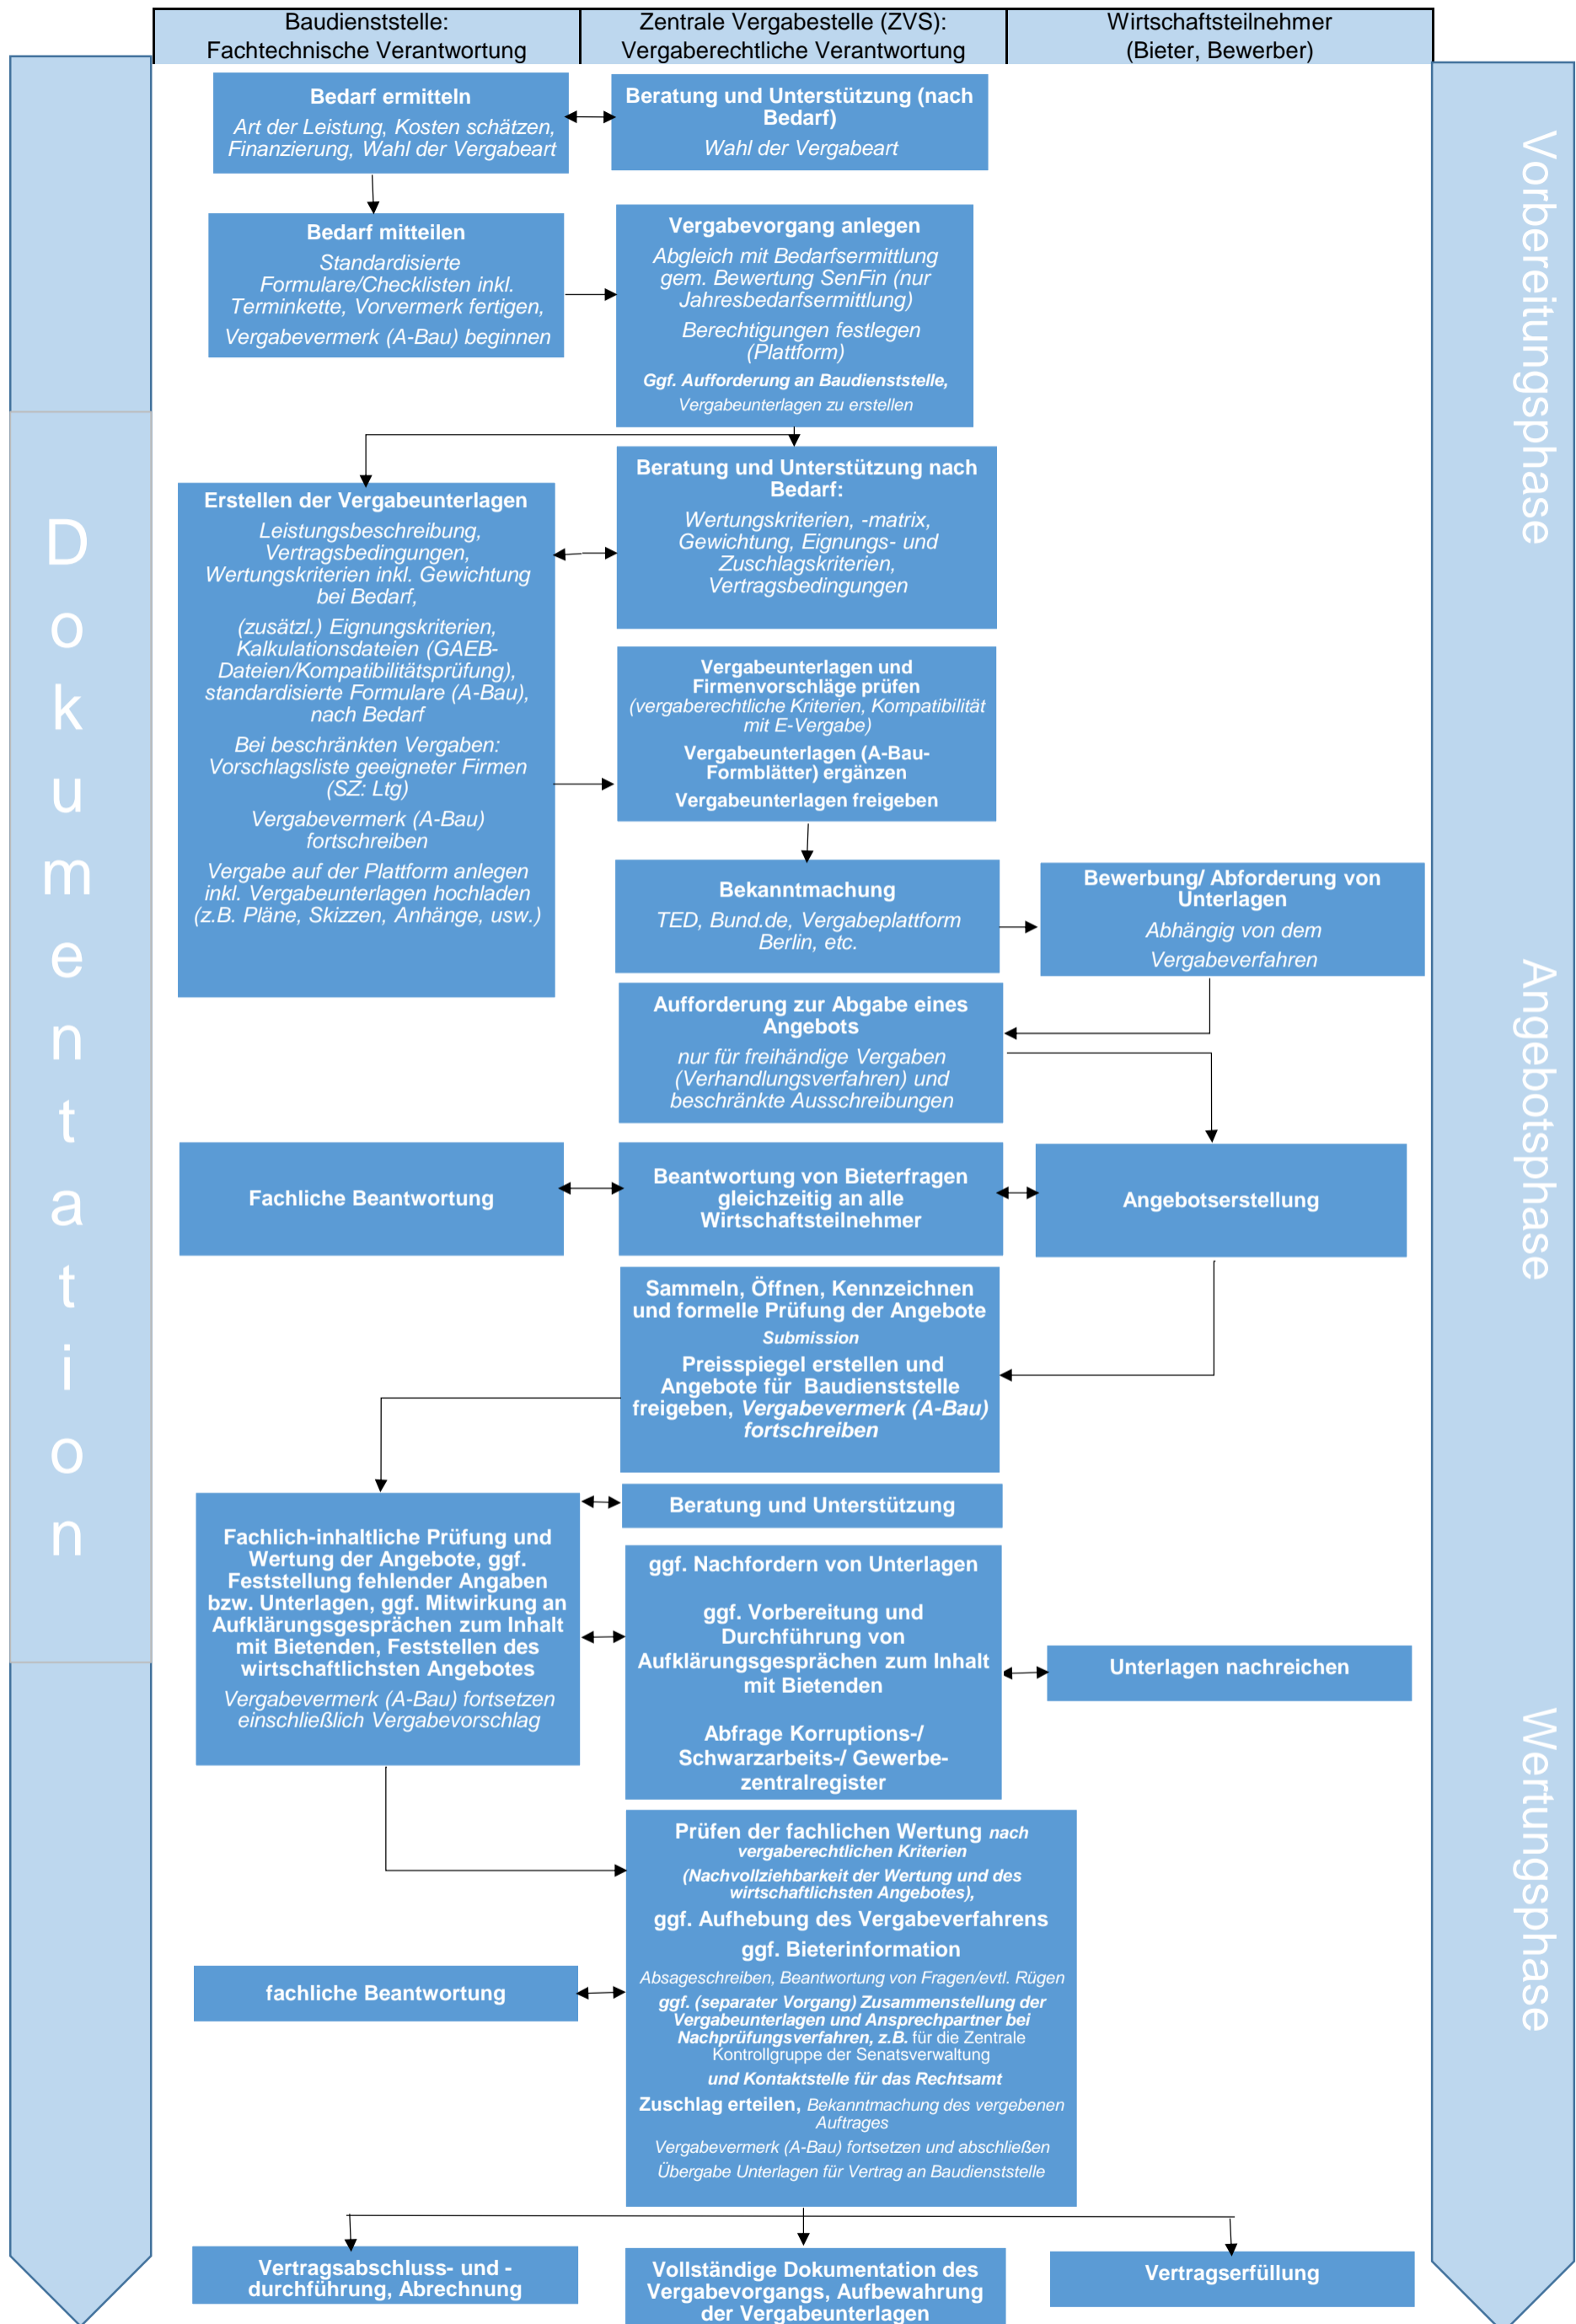 Baudienststelle:
Fachtechnische Verantwortung
Zentrale Vergabestelle (ZVS):
Vergaberechtliche Verantwortung
Wirtschaftsteilnehmer
(Bieter, Bewerber)
Dokumentation
Vorbereitungsphase
Bedarf ermitteln
Art der Leistung, Kosten schätzen,
Finanzierung, Wahl der Vergabeart
Beratung und Unterstützung (nach
Bedarf)
Wahl der Vergabeart
Bedarf mitteilen
Standardisierte
Formulare/Checklisten inkl.
Terminkette, Vorvermerk fertigen,
Vergabevermerk (A-Bau) beginnen
Vergabevorgang anlegen
Abgleich mit Bedarfsermittlung
gem. Bewertung SenFin (nur
Jahresbedarfsermittlung)
Berechtigungen festlegen
(Plattform)
Ggf. Aufforderung an Baudienststelle,
Vergabeunterlagen zu erstellen
Erstellen der Vergabeunterlagen
Leistungsbeschreibung,
Vertragsbedingungen,
Wertungskriterien inkl. Gewichtung
bei Bedarf,
(zusätzl.) Eignungskriterien,
Kalkulationsdateien (GAEB-
Dateien/Kompatibilitätsprüfung),
standardisierte Formulare (A-Bau),
nach Bedarf
Bei beschränkten Vergaben:
Vorschlagsliste geeigneter Firmen
(SZ: Ltg)
Vergabevermerk (A-Bau)
fortschreiben
Vergabe auf der Plattform anlegen
inkl. Vergabeunterlagen hochladen
(z.B. Pläne, Skizzen, Anhänge, usw.)
Beratung und Unterstützung nach
Bedarf:
Wertungskriterien, -matrix,
Gewichtung, Eignungs- und
Zuschlagskriterien,
Vertragsbedingungen
Vergabeunterlagen und
Firmenvorschläge prüfen
(vergaberechtliche Kriterien, Kompatibilität
mit E-Vergabe)
Vergabeunterlagen (A-Bau-
Formblätter) ergänzen
Vergabeunterlagen freigeben
Angebotsphase
Bekanntmachung
TED, Bund.de, Vergabeplattform
Berlin, etc.
Bewerbung/ Abforderung von
Unterlagen
Abhängig von dem
Vergabeverfahren
Aufforderung zur Abgabe eines
Angebots
nur für freihändige Vergaben
(Verhandlungsverfahren) und
beschränkte Ausschreibungen
Fachliche Beantwortung
Beantwortung von Bieterfragen
gleichzeitig an alle
Wirtschaftsteilnehmer
Angebotserstellung
Sammeln, Öffnen, Kennzeichnen
und formelle Prüfung der Angebote
Submission
Preisspiegel erstellen und
Angebote für Baudienststelle
freigeben, Vergabevermerk (A-Bau)
fortschreiben
Wertungsphase
Fachlich-inhaltliche Prüfung und
Wertung der Angebote, ggf.
Feststellung fehlender Angaben
bzw. Unterlagen, ggf. Mitwirkung an
Aufklärungsgesprächen zum Inhalt
mit Bietenden, Feststellen des
wirtschaftlichsten Angebotes
Vergabevermerk (A-Bau) fortsetzen
einschließlich Vergabevorschlag
Beratung und Unterstützung
ggf. Nachfordern von Unterlagen
ggf. Vorbereitung und
Durchführung von
Aufklärungsgesprächen zum Inhalt
mit Bietenden
Abfrage Korruptions-/
Schwarzarbeits-/ Gewerbe-
zentralregister
Unterlagen nachreichen
Prüfen der fachlichen Wertung nach
vergaberechtlichen Kriterien
(Nachvollziehbarkeit der Wertung und des
wirtschaftlichsten Angebotes),
ggf. Aufhebung des Vergabeverfahrens
ggf. Bieterinformation
Absageschreiben, Beantwortung von Fragen/evtl. Rügen
ggf. (separater Vorgang) Zusammenstellung der
Vergabeunterlagen und Ansprechpartner bei
Nachprüfungsverfahren, z.B. für die Zentrale
Kontrollgruppe der Senatsverwaltung
und Kontaktstelle für das Rechtsamt
Zuschlag erteilen, Bekanntmachung des vergebenen
Auftrages
Vergabevermerk (A-Bau) fortsetzen und abschließen
Übergabe Unterlagen für Vertrag an Baudienststelle
fachliche Beantwortung
Vertragsabschluss- und -
durchführung, Abrechnung
Vollständige Dokumentation des
Vergabevorgangs, Aufbewahrung
der Vergabeunterlagen
Vertragserfüllung